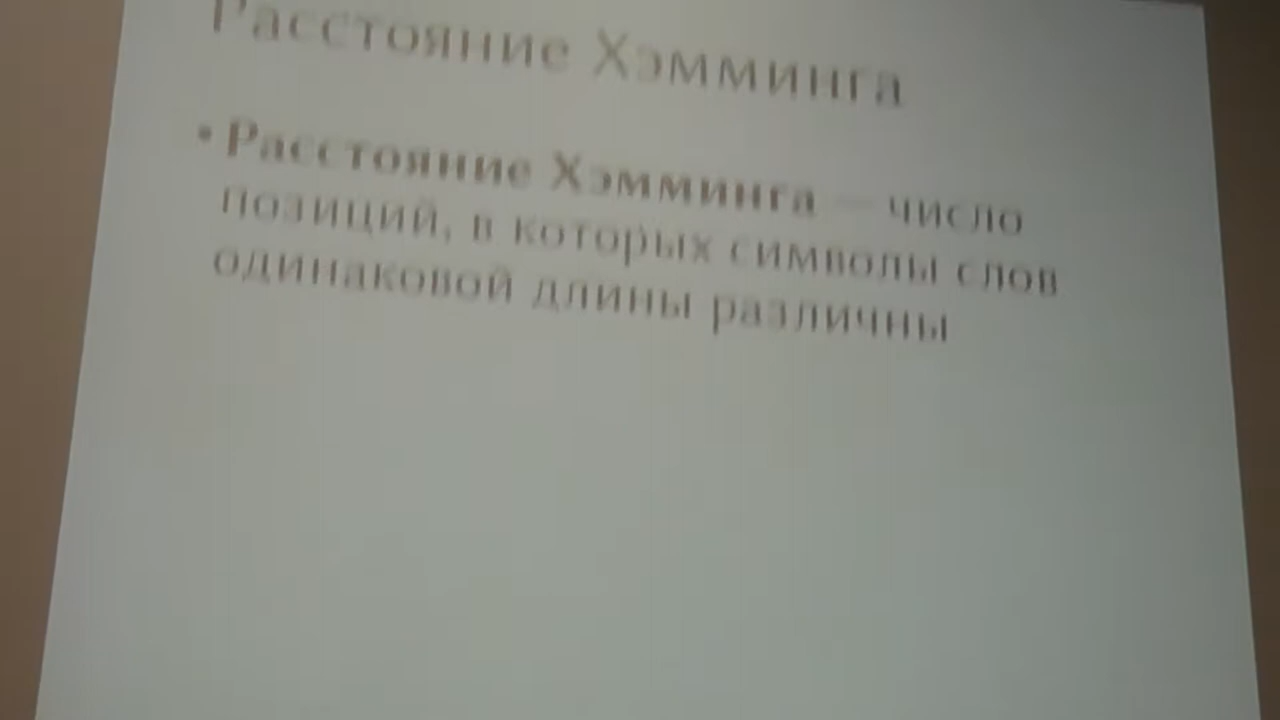 Расстояние Хэмминга
• Расстояние Хэмминга — число
позиций, в которых символы слов
одинаковой длины различны